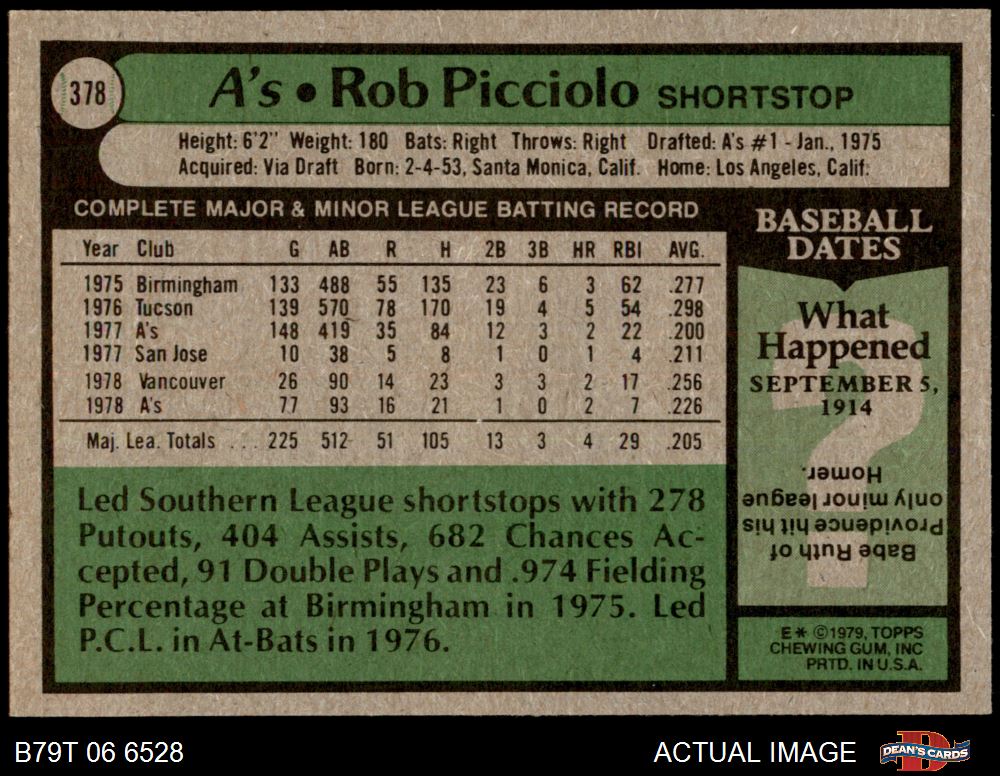 378
A's • Rob Picciolo SHORTSTOP
Height: 6'2" Weight: 180 Bats: Right Throws: Right Drafted: A's #1 - Jan., 1975
Acquired: Via Draft Born: 2-4-53, Santa Monica, Calif. Home: Los Angeles, Calif.
COMPLETE MAJOR & MINOR LEAGUE BATTING RECORD
Year Club G AB R H 2B 3B HR RBI AVG.
1975 Birmingham 133 488 55 135 23 6 3 62 .277
1976 Tucson 139 570 78 170 19 4 5 54 .298
1977 A's 148 419 35 84 12 3 2 22 .200
1977 San Jose 10 38 5 8 1 0 1 4 .211
1978 Vancouver 26 90 14 23 3 3 2 17 .256
1978 A's 77 93 16 21 1 0 2 7 .226
Maj. Lea. Totals . . . 225 512 51 105 13 3 4 29 .205
Led Southern League shortstops with 278
Putouts, 404 Assists, 682 Chances Ac-
cepted, 91 Double Plays and .974 Fielding
Percentage at Birmingham in 1975. Led
P.C.L. in At-Bats in 1976.
BASEBALL
DATES
What
Happened
SEPTEMBER 5,
1914
?
Babe Ruth of
Providence hit his
only minor league
Homer.
E* ©1979, TOPPS
CHEWING GUM, INC
PRTD. IN U.S.A.
B79T 06 6528
ACTUAL IMAGE
D
DEAN'S CARDS